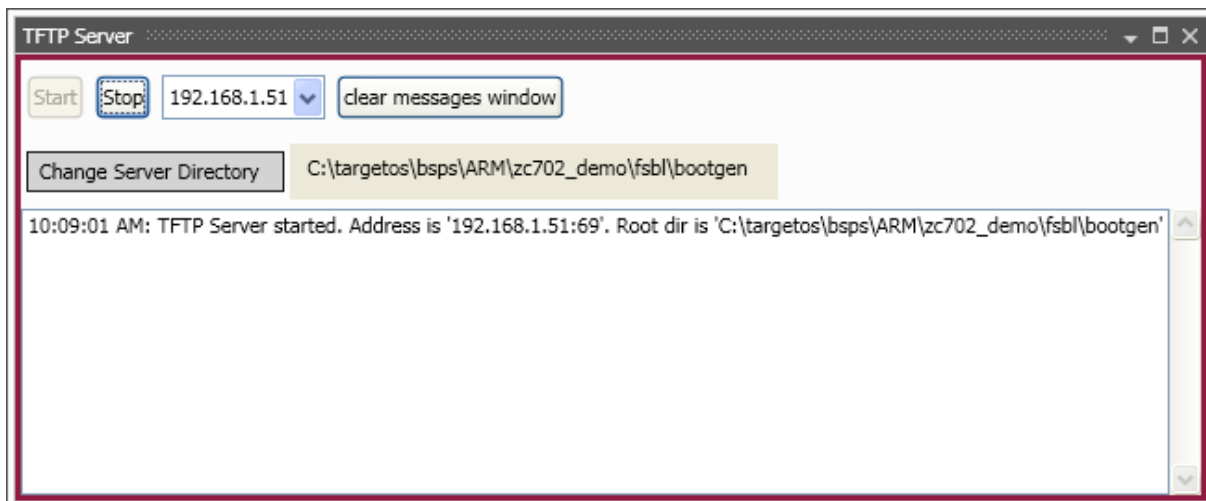 TFTP Server
Start Stop 192.168.1.51 clear messages window
Change Server Directory C:\targetos\bsps\ARM\zc702_demo\fsbl\bootgen
10:09:01 AM: TFTP Server started. Address is '192.168.1.51:69'. Root dir is 'C:\targetos\bsps\ARM\zc702_demo\fsbl\bootgen'